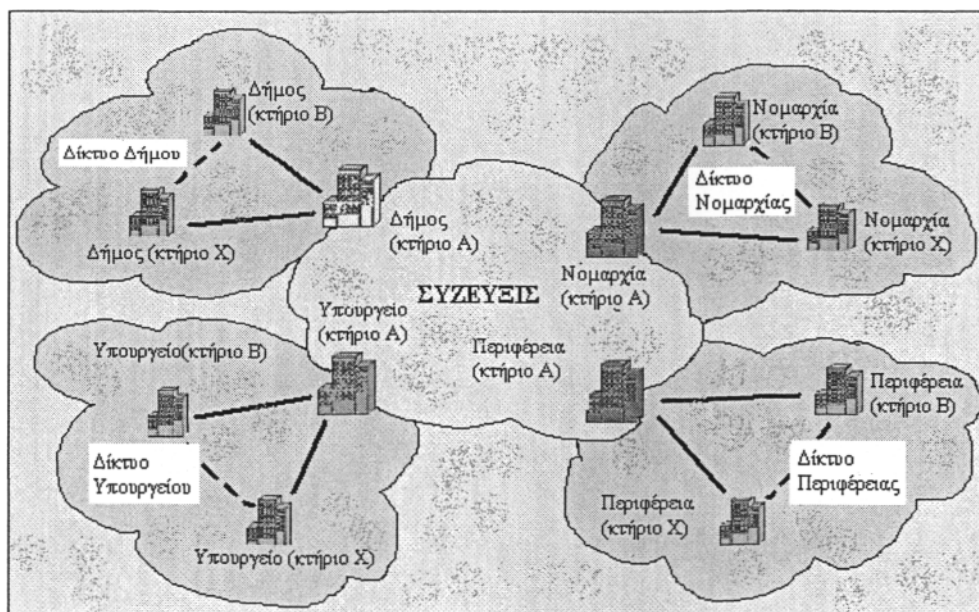 Δήμος
(κτήριο Β)
Δίκτυο Δήμου
Δήμος (κτήριο Χ)
Δήμος
(κτήριο Α)
Νομαρχία
(κτήριο Β)
Δίκτυο
Νομαρχίας
Νομαρχία
(κτήριο Χ)
Νομαρχία
(κτήριο Α)
ΣΥΖΕΥΞΙΣ
Υπουργείο
(κτήριο Α)
Υπουργείο(κτήριο Β)
Δίκτυο
Υπουργείου
Υπουργείο (κτήριο Χ)
Περιφέρεια
(κτήριο Α)
Περιφέρεια
(κτήριο Β)
Δίκτυο
Περιφέρειας
Περιφέρεια
(κτήριο Χ)